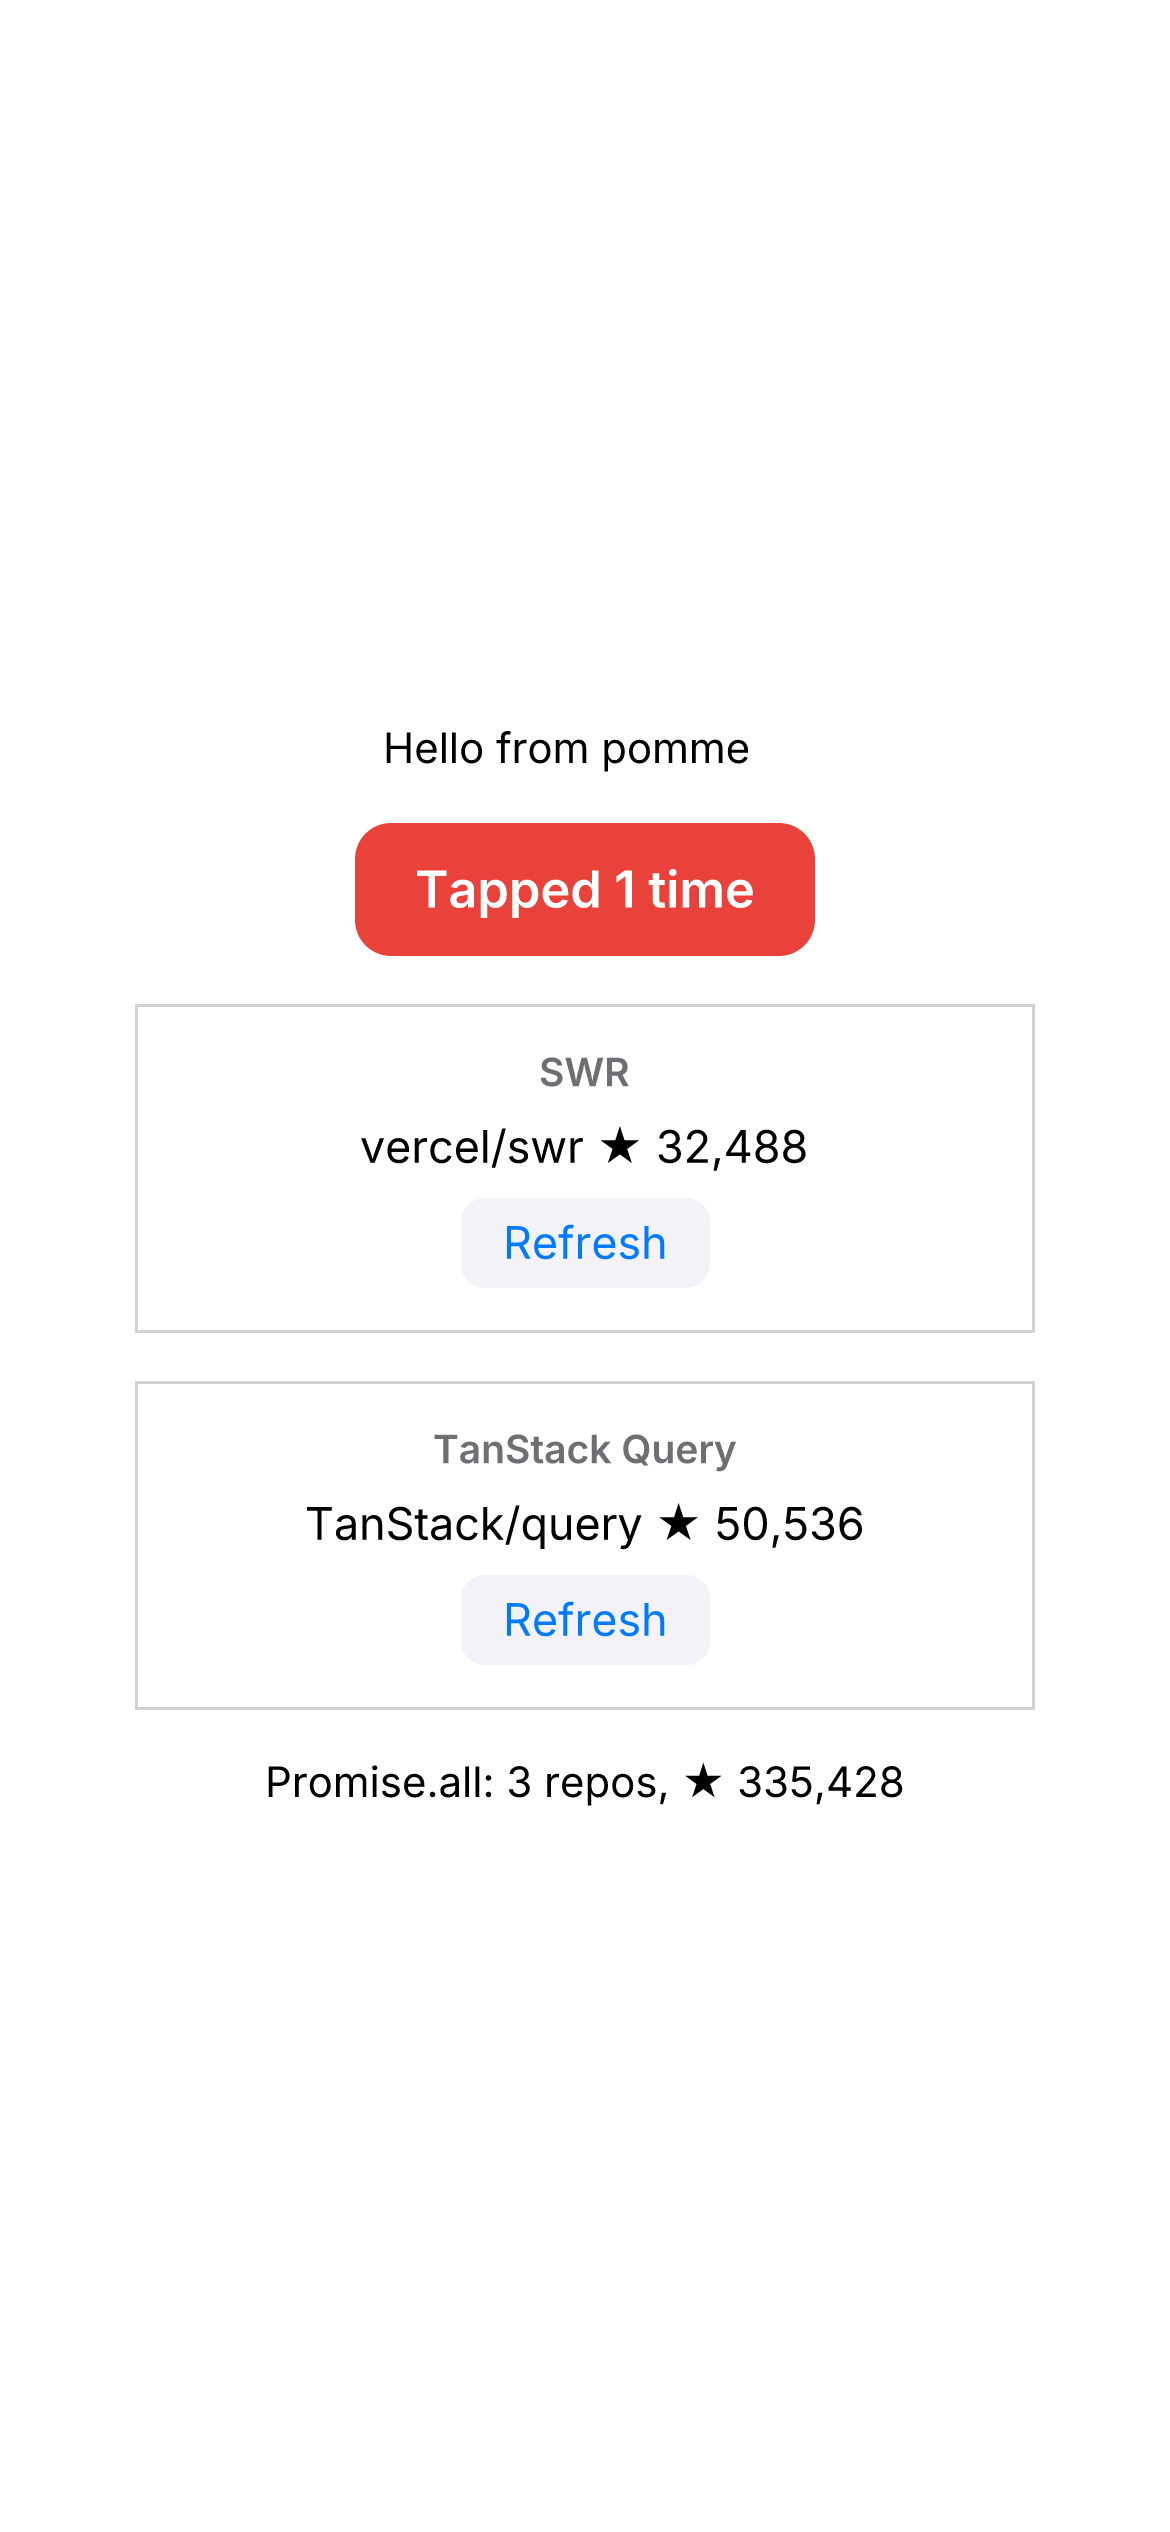 Hello from pomme
Tapped 1 time
SWR
vercel/swr ★ 32,488
Refresh
TanStack Query
TanStack/query ★ 50,536
Refresh
Promise.all: 3 repos, ★ 335,428